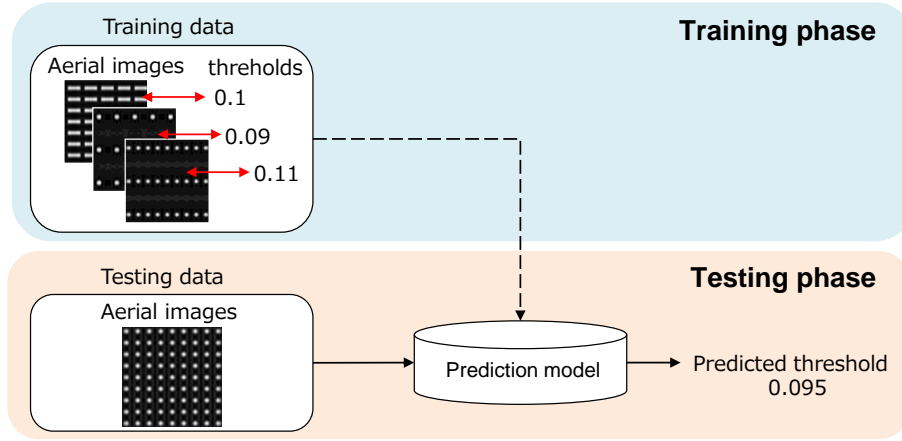 Training data
Training phase
Aerial images
threholds
0.1
0.09
0.11
Testing data
Testing phase
Aerial images
Prediction model
Predicted threshold
0.095